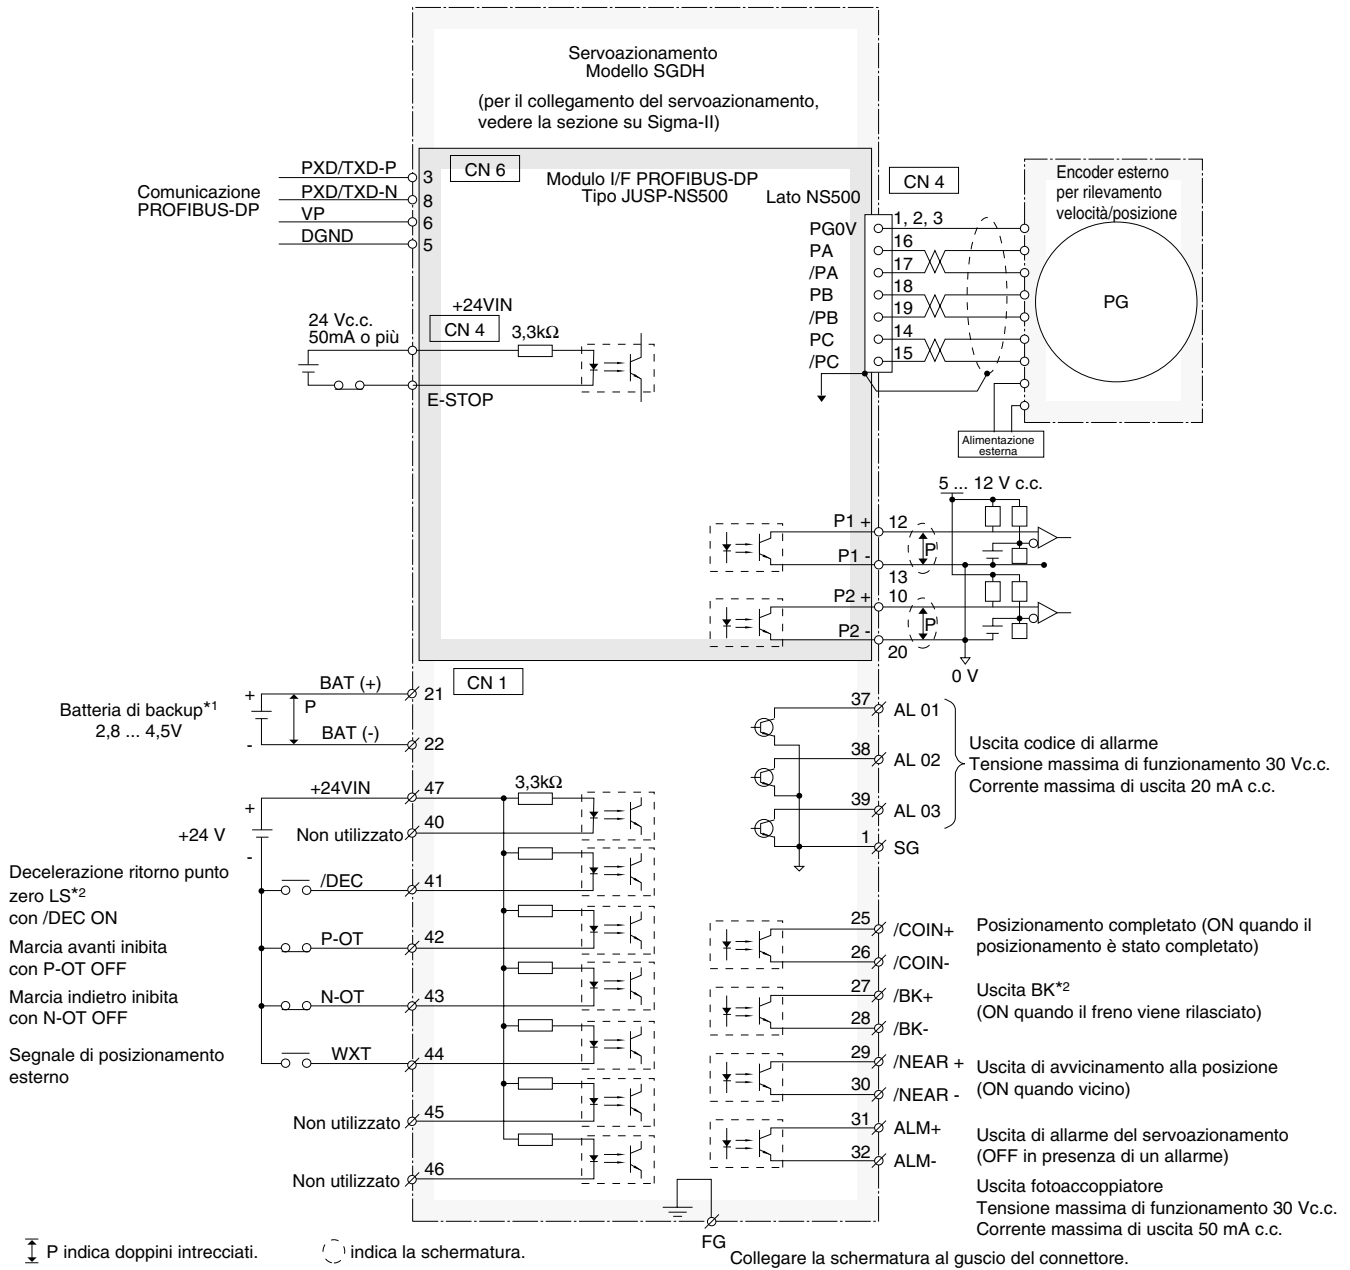 Servoazionamento
Modello SGDH
(per il collegamento del servoazionamento,
vedere la sezione su Sigma-II)
CN 6
Modulo I/F PROFIBUS-DP
Tipo JUSP-NS500
Lato NS500
CN 4
Comunicazione
PROFIBUS-DP
PXD/TXD-P
3
PXD/TXD-N
8
VP
6
DGND
5
Encoder esterno
per rilevamento
velocità/posizione
PG
PG0V
1, 2, 3
PA
16
/PA
17
PB
18
/PB
19
PC
14
/PC
15
Alimentazione
esterna
24 Vc.c.
50mA o più
+24VIN
CN 4
3,3kΩ
E-STOP
5 ... 12 V c.c.
P1 +
12
P
P1 -
13
P2 +
10
P
P2 -
20
0 V
CN 1
Batteria di backup*1
2,8 ... 4,5V
+
-
BAT (+)
21
P
BAT (-)
22
+24VIN
47
3,3kΩ
+
+24 V
-
Non utilizzato
40
Decelerazione ritorno punto
zero LS*2
con /DEC ON
/DEC
41
Marcia avanti inibita
con P-OT OFF
P-OT
42
Marcia indietro inibita
con N-OT OFF
N-OT
43
Segnale di posizionamento
esterno
WXT
44
Non utilizzato
45
Non utilizzato
46
37
AL 01
38
AL 02
39
AL 03
1
SG
Uscita codice di allarme
Tensione massima di funzionamento 30 Vc.c.
Corrente massima di uscita 20 mA c.c.
25
/COIN+
26
/COIN-
Posizionamento completato (ON quando il
posizionamento è stato completato)
27
/BK+
28
/BK-
Uscita BK*2
(ON quando il freno viene rilasciato)
29
/NEAR +
30
/NEAR -
Uscita di avvicinamento alla posizione
(ON quando vicino)
31
ALM+
32
ALM-
Uscita di allarme del servoazionamento
(OFF in presenza di un allarme)
Uscita fotoaccoppiatore
Tensione massima di funzionamento 30 Vc.c.
Corrente massima di uscita 50 mA c.c.
FG
P indica doppini intrecciati.
indica la schermatura.
Collegare la schermatura al guscio del connettore.